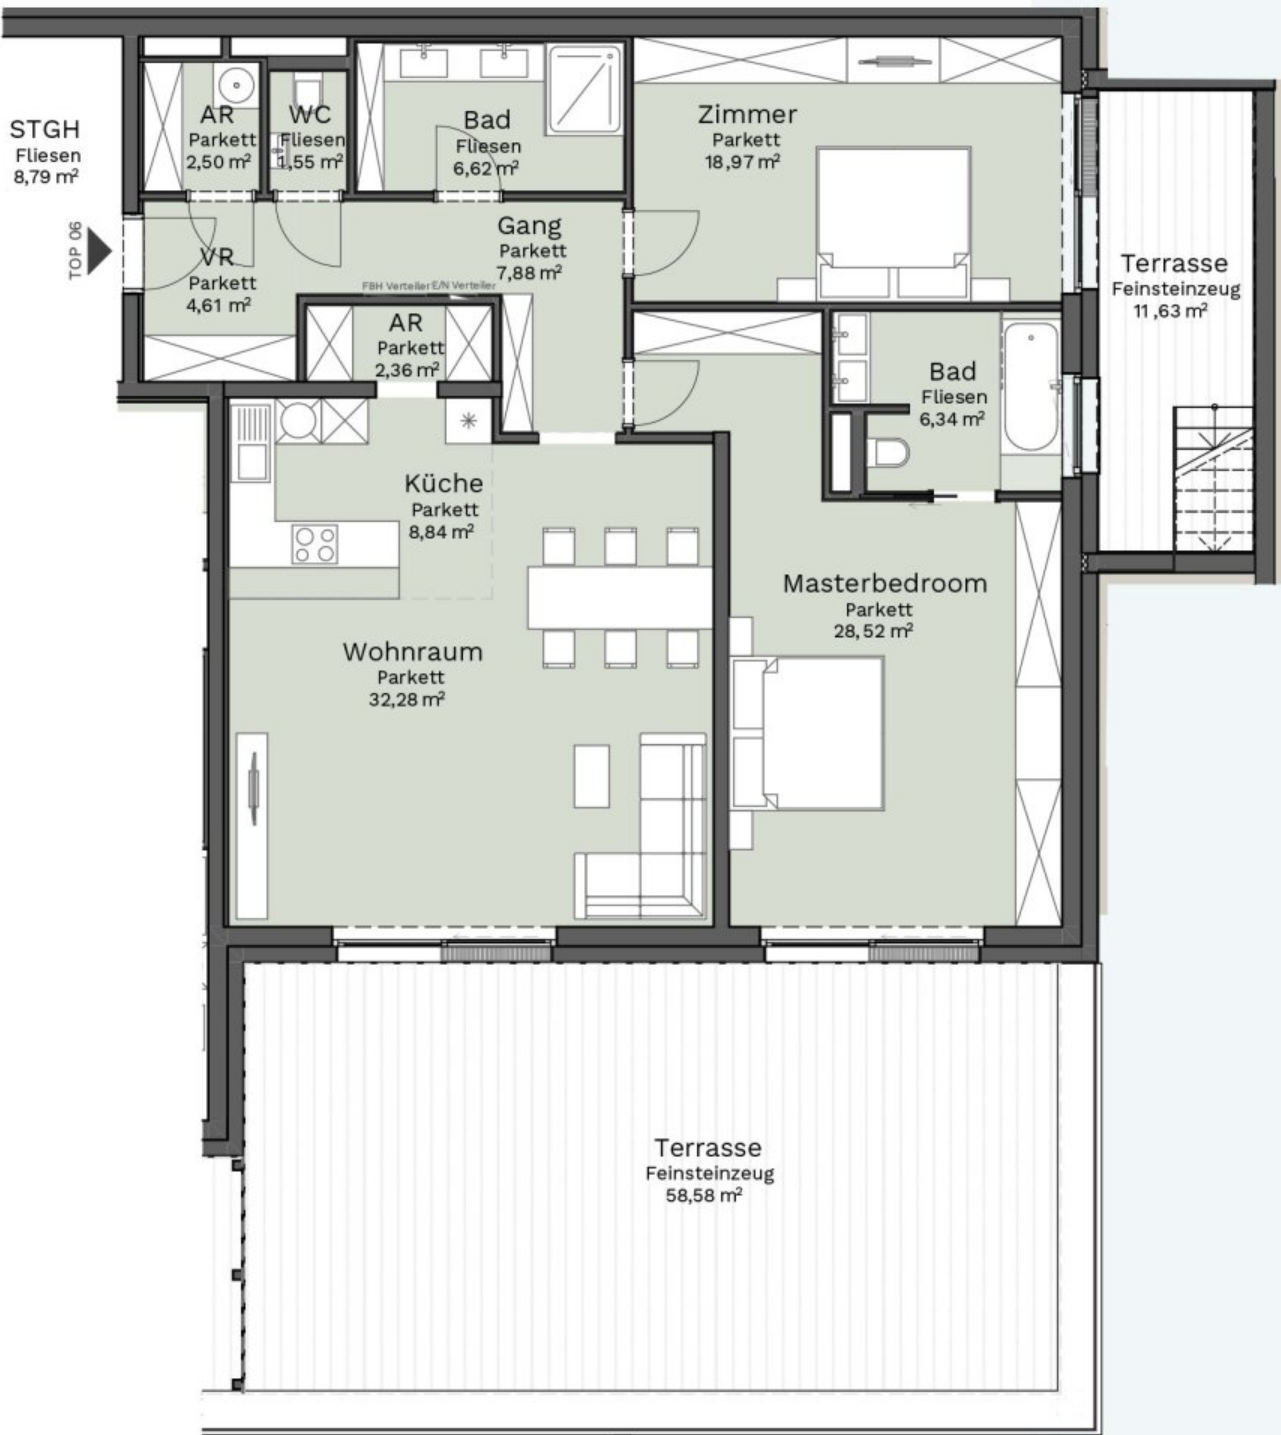 STGH
Fliesen
8,79 m²
TOP 06
AR
Parkett
2,50 m²
WC
Fliesen
1,55 m²
Bad
Fliesen
6,62 m²
Zimmer
Parkett
18,97 m²
VR
Parkett
4,61 m²
Gang
Parkett
7,88 m²
FBH Verteiler E/N Verteiler
AR
Parkett
2,36 m²
Bad
Fliesen
6,34 m²
Terrasse
Feinsteinzeug
11,63 m²
Küche
Parkett
8,84 m²
Masterbedroom
Parkett
28,52 m²
Wohnraum
Parkett
32,28 m²
Terrasse
Feinsteinzeug
58,58 m²